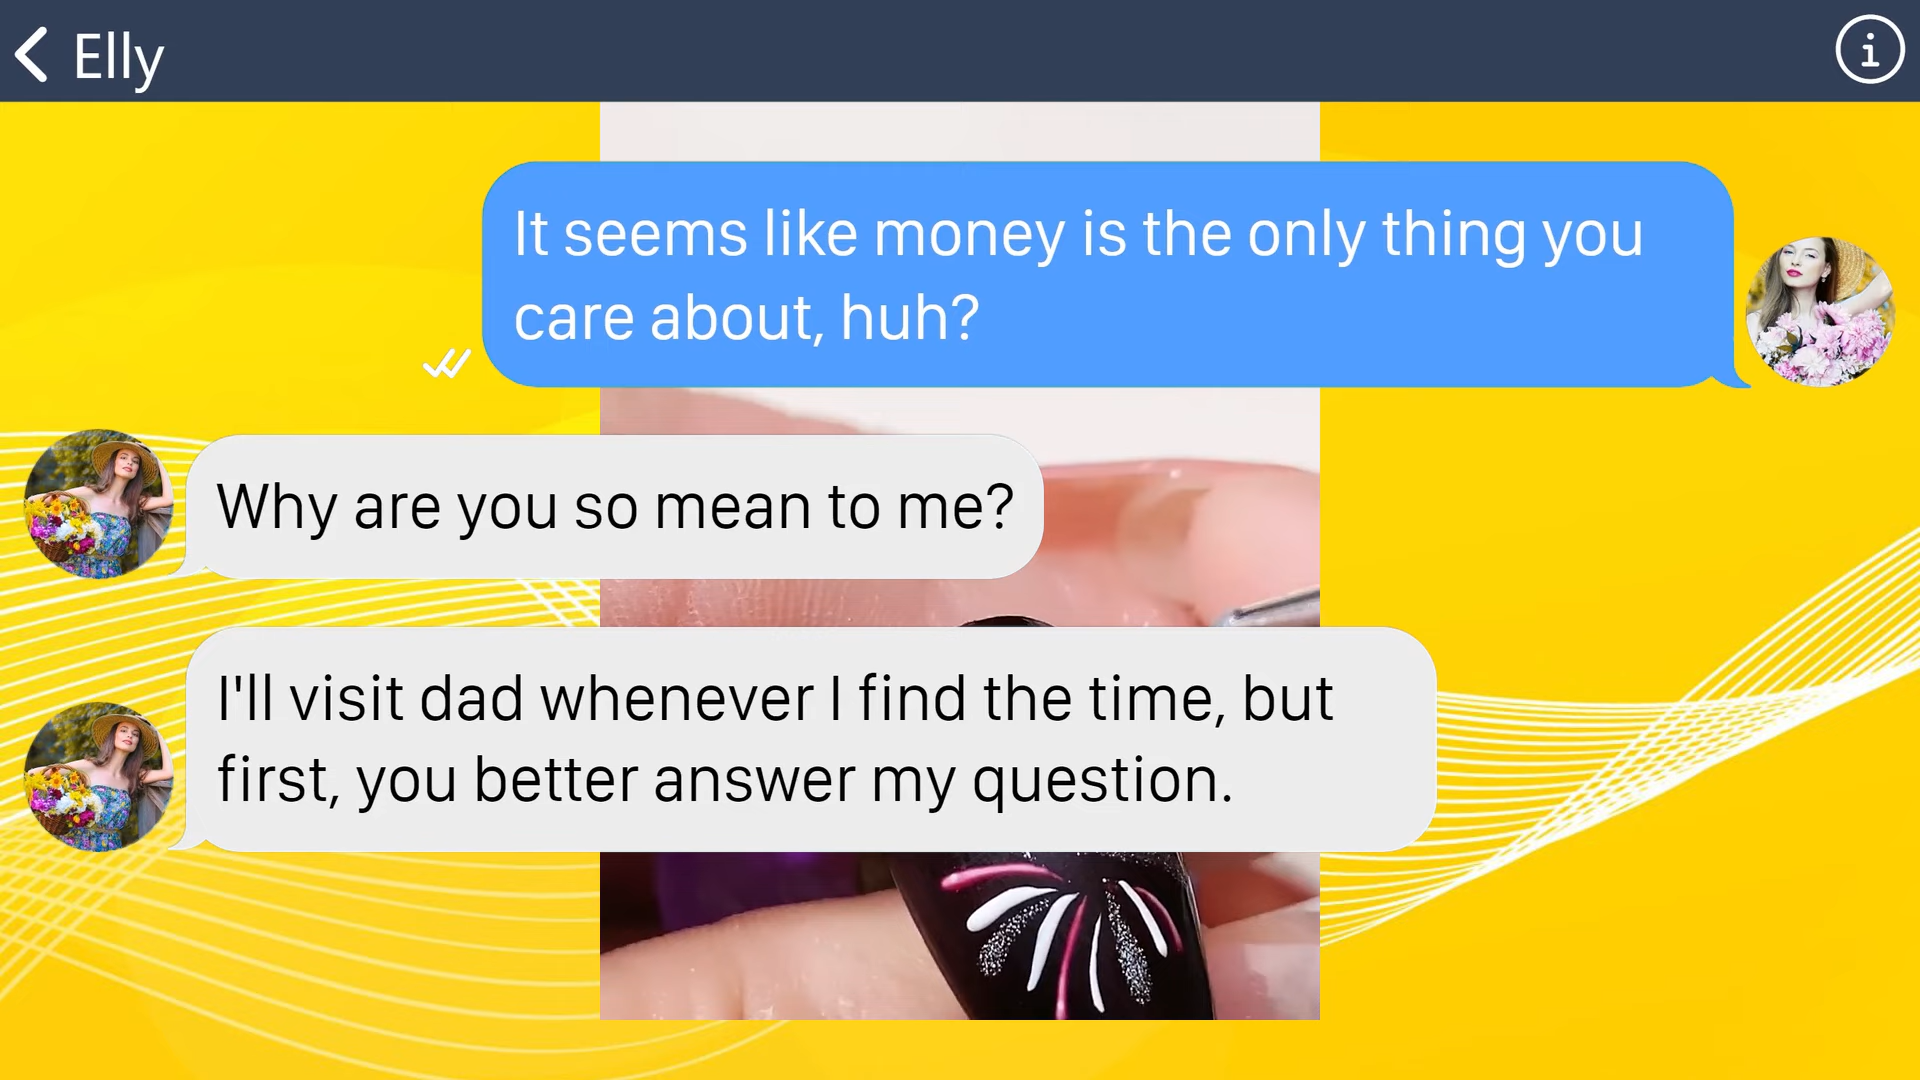 Elly
It seems like money is the only thing you
care about, huh?
Why are you so mean to me?
I'll visit dad whenever I find the time, but
first, you better answer my question.